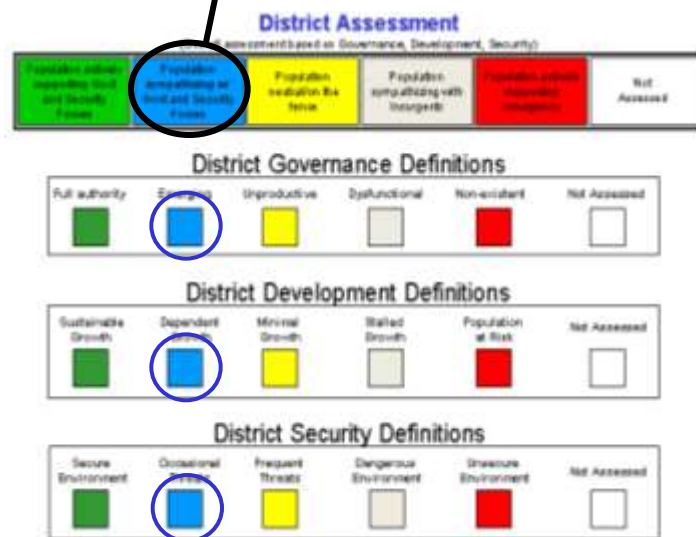 District Assessment
assessment based on Governance, Development, Security)
Population actively
supporting Govt
and Security
Forces
Population
sympathizing w/
Govt and Security
Forces
Population
neutral/on the
fence
Population
sympathizing with
Insurgents
Population actively
supporting
Insurgency
Not
Assessed
District Governance Definitions
Full authority Emerging Unproductive Dysfunctional Non-existent Not Assessed
District Development Definitions
Sustainable Dependent Minimal Stalled Population
Growth Growth Growth Growth at Risk Not Assessed
District Security Definitions
Secure Occasional Frequent Dangerous Unsecure
Environment Threats Threats Environment Environment Not Assessed